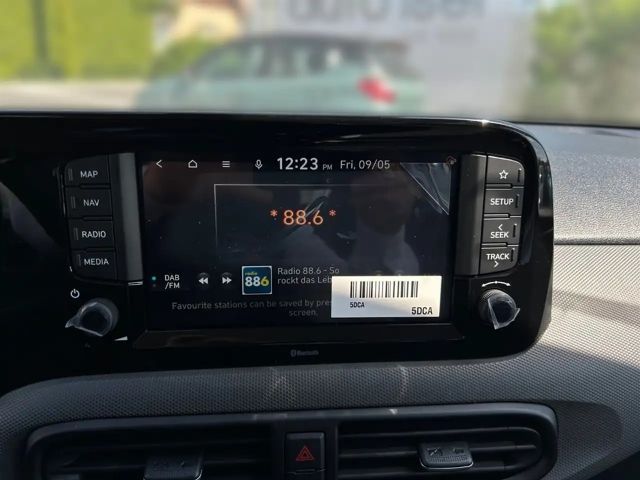 MAP
NAV
RADIO
MEDIA
12:23 PM Fri, 09/05
* 88.6 *
DAB
/FM
radio
886
Radio 88.6 - So
rockt das Leb
Favourite stations can be saved by pres
screen.
5DCA
5DCA
SETUP
< SEEK
TRACK >
Bluetooth